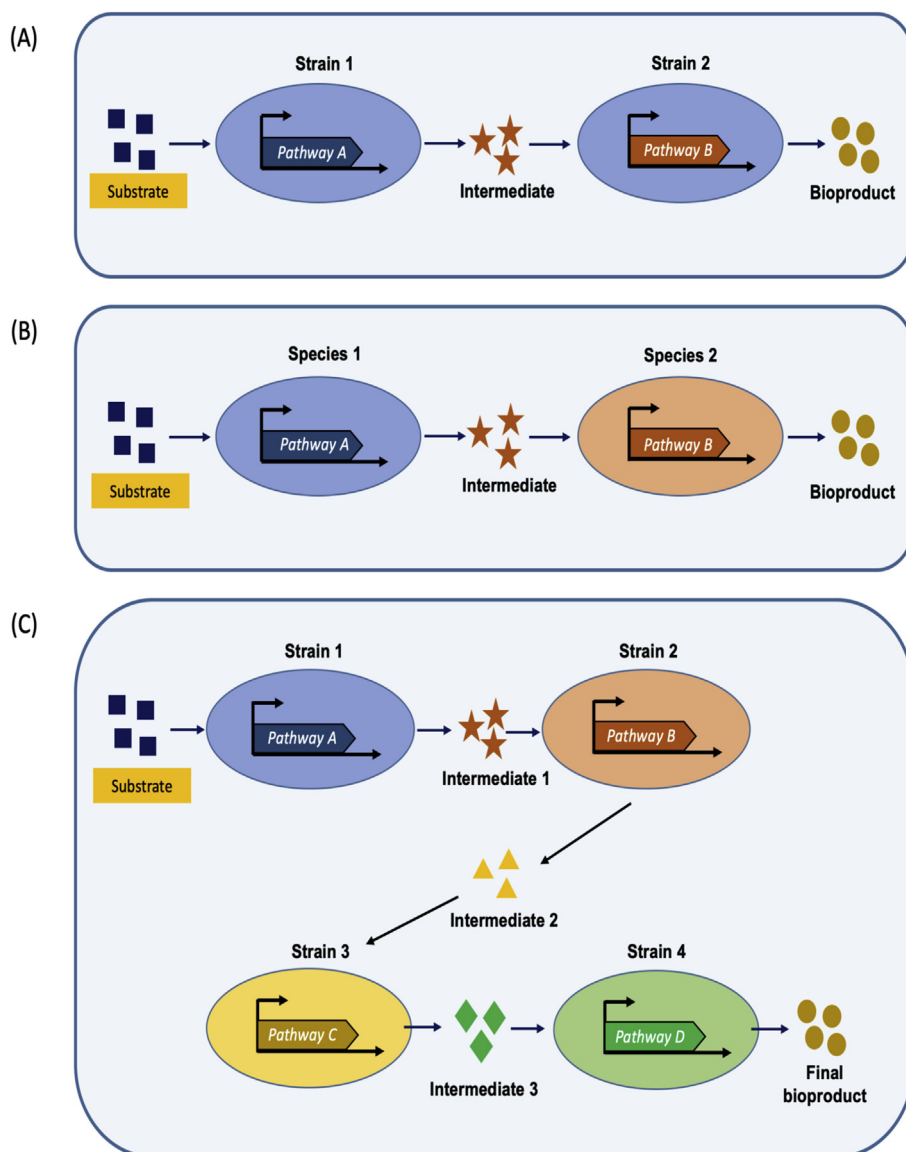 (A)
Strain 1
Strain 2
Pathway A
Pathway B
Substrate
Intermediate
Bioproduct
(B)
Species 1
Species 2
Pathway A
Pathway B
Substrate
Intermediate
Bioproduct
(C)
Strain 1
Strain 2
Pathway A
Pathway B
Substrate
Intermediate 1
Intermediate 2
Strain 3
Strain 4
Pathway C
Pathway D
Intermediate 3
Final
bioproduct